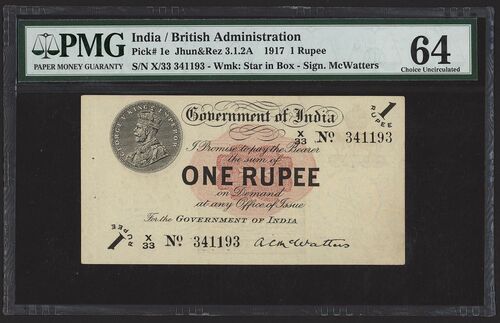 PMG
PAPER MONEY GUARANTY
India / British Administration
Pick# 1e Jhun&Rez 3.1.2A 1917 1 Rupee
S/N X/33 341193 - Wmk: Star in Box - Sign. McWatters
64
Choice Uncirculated
GEORGE V KING EMPEROR
Government of India
1 RUPEE
X/33 No 341193
I Promise to pay the Bearer
the sum of
ONE RUPEE
on Demand
at any Office of Issue
For the GOVERNMENT OF INDIA
1 RUPEE
X/33 No 341193
A C McWatters